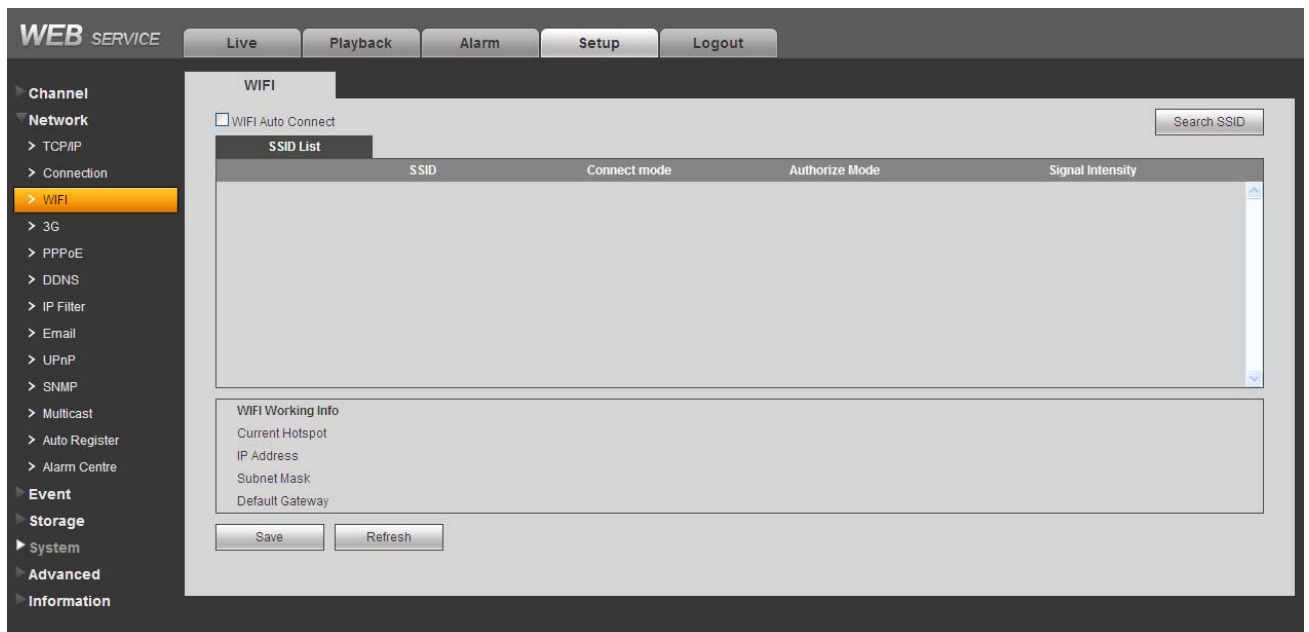 WEB SERVICE
Live Playback Alarm Setup Logout
Channel
Network
> TCP/IP
> Connection
> WIFI
> 3G
> PPPoE
> DDNS
> IP Filter
> Email
> UPnP
> SNMP
> Multicast
> Auto Register
> Alarm Centre
Event
Storage
System
Advanced
Information
WIFI
WIFI Auto Connect
Search SSID
SSID List
SSID Connect mode Authorize Mode Signal Intensity
WIFI Working Info
Current Hotspot
IP Address
Subnet Mask
Default Gateway
Save Refresh